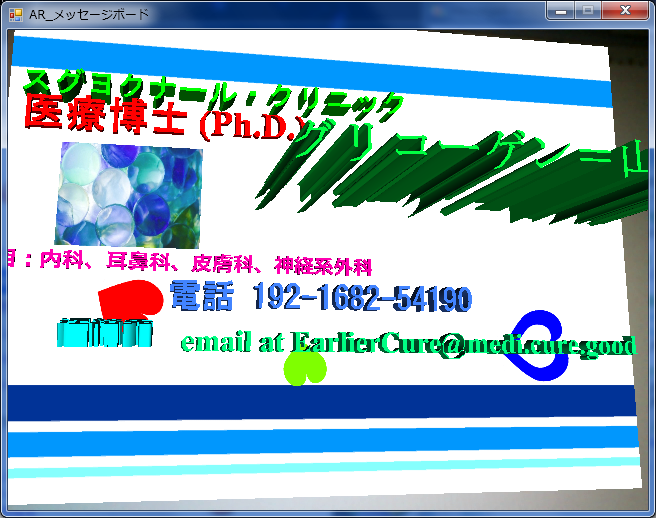 AR_メッセージボード
スグヨクナール・クリニック
医療博士 (Ph.D.)
グリコーゲン＝山
目：内科、耳鼻科、皮膚科、神経系外科
電話 192-1682-54190
email at EarlierCure@medi.cure.good